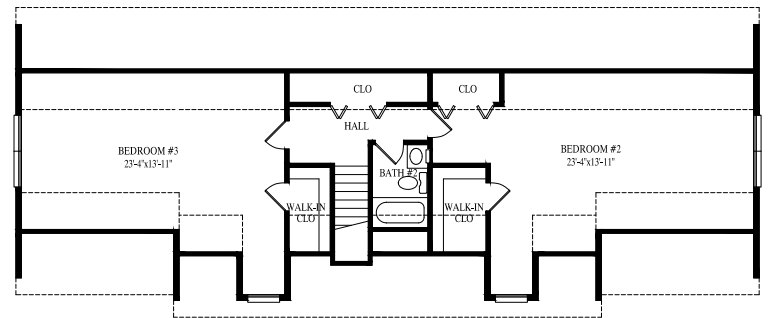 CLO
CLO
HALL
BEDROOM #3
23'-4"x13'-11"
BEDROOM #2
23'-4"x13'-11"
BATH #2
WALK-IN
CLO
WALK-IN
CLO